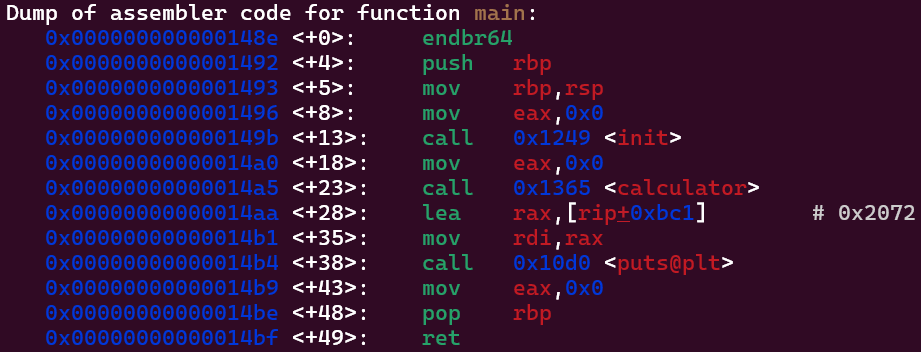 Dump of assembler code for function main:
   0x000000000000148e <+0>:     endbr64
   0x0000000000001492 <+4>:     push   rbp
   0x0000000000001493 <+5>:     mov    rbp,rsp
   0x0000000000001496 <+8>:     mov    eax,0x0
   0x000000000000149b <+13>:    call   0x1249 <init>
   0x00000000000014a0 <+18>:    mov    eax,0x0
   0x00000000000014a5 <+23>:    call   0x1365 <calculator>
   0x00000000000014aa <+28>:    lea    rax,[rip+0xbc1]        # 0x2072
   0x00000000000014b1 <+35>:    mov    rdi,rax
   0x00000000000014b4 <+38>:    call   0x10d0 <puts@plt>
   0x00000000000014b9 <+43>:    mov    eax,0x0
   0x00000000000014be <+48>:    pop    rbp
   0x00000000000014bf <+49>:    ret